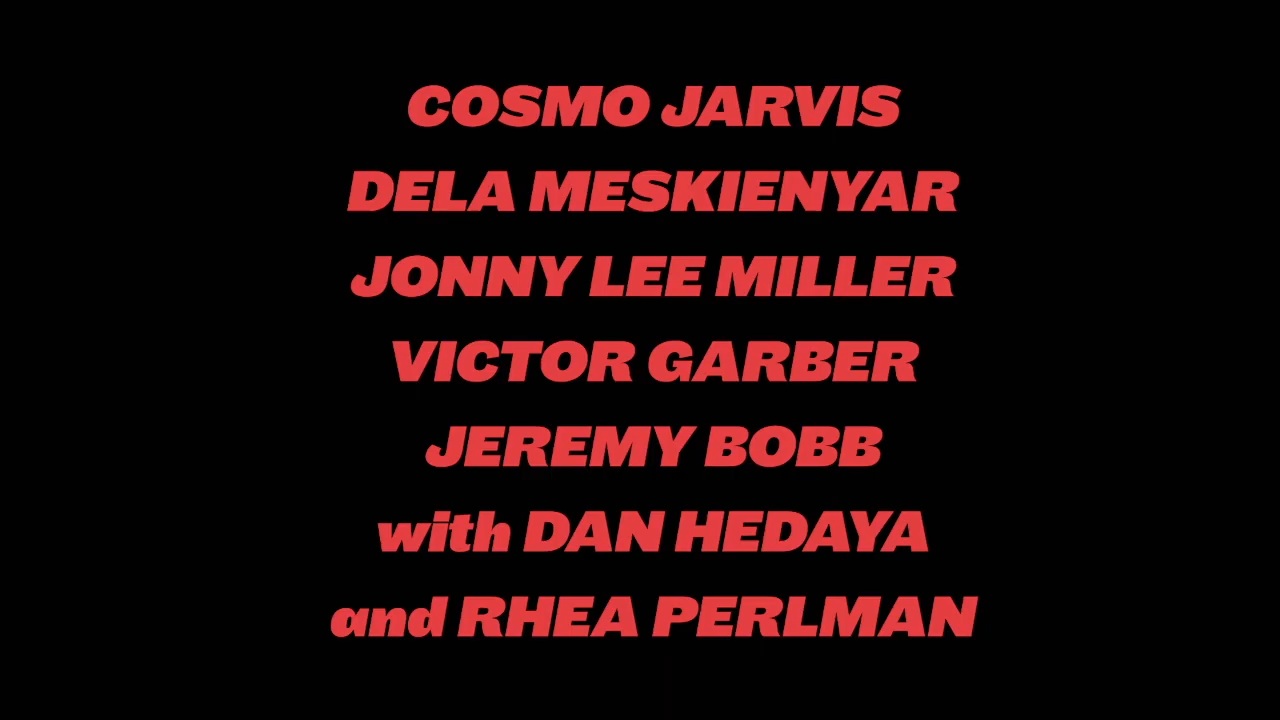 COSMO JARVIS
DELA MESKIENYAR
JONNY LEE MILLER
VICTOR GARBER
JEREMY BOBB
with DAN HEDAYA
and RHEA PERLMAN